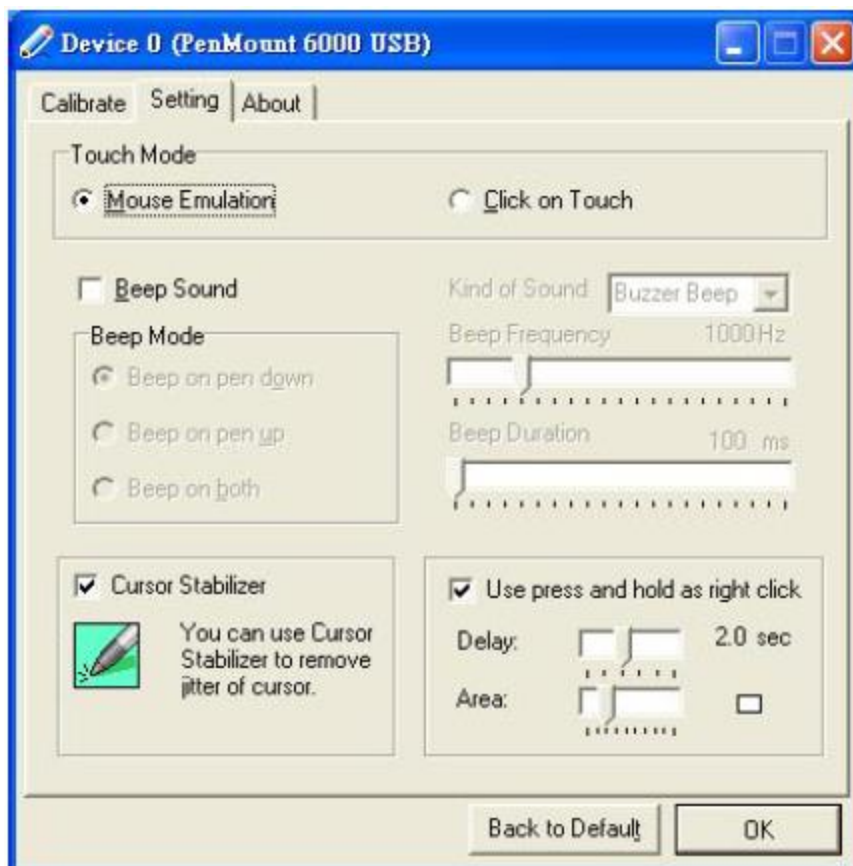 Device 0 (PenMount 6000 USB)
Calibrate Setting About
Touch Mode
Mouse Emulation Click on Touch
Beep Sound Kind of Sound Buzzer Beep
Beep Mode Beep Frequency 1000Hz
Beep on pen down
Beep on pen up Beep Duration 100 ms
Beep on both
Cursor Stabilizer
You can use Cursor
Stabilizer to remove
jitter of cursor.
Use press and hold as right click
Delay: 2.0 sec
Area:
Back to Default OK